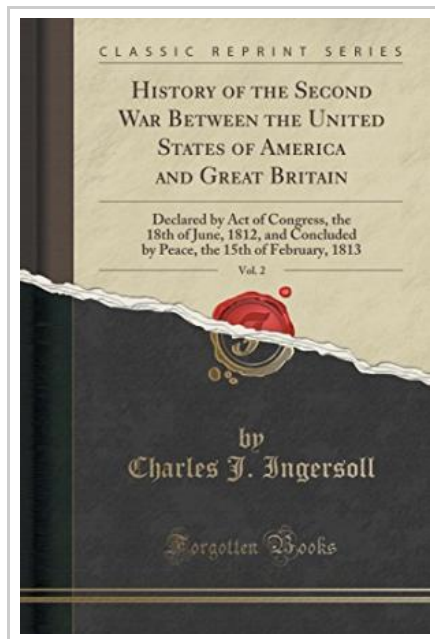 CLASSIC REPRINT SERIES
HISTORY OF THE SECOND
WAR BETWEEN THE UNITED
STATES OF AMERICA
AND GREAT BRITAIN
Declared by Act of Congress, the
18th of June, 1812, and Concluded
by Peace, the 15th of February, 1813
Vol. 2
by
Charles J. Ingersoll
Forgotten Books